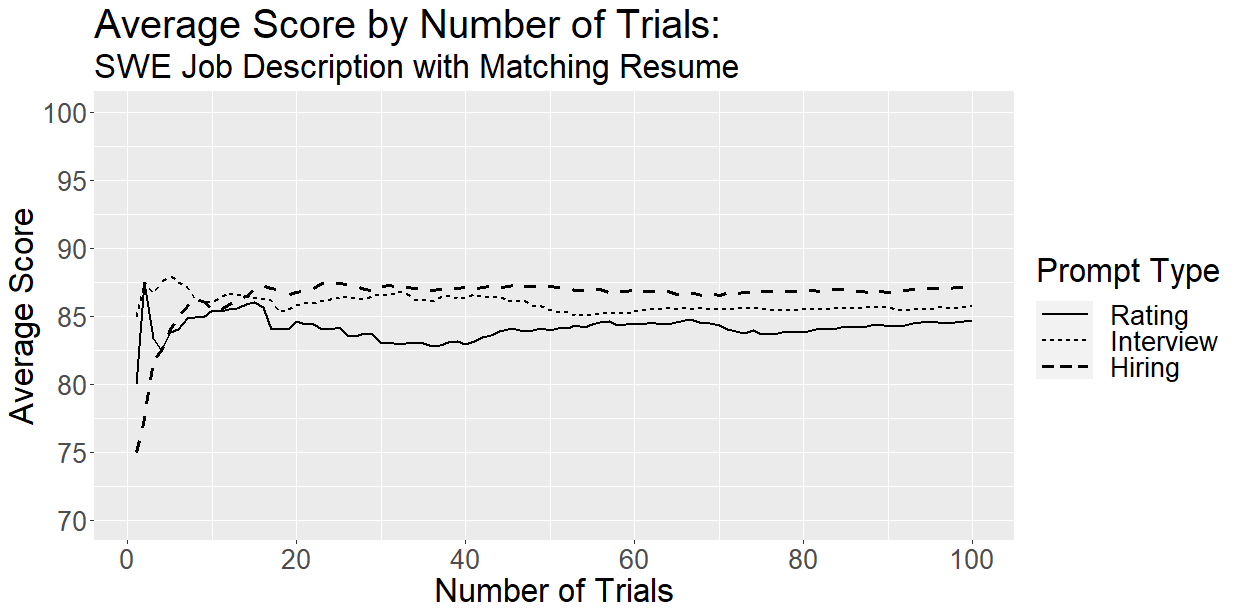 Average Score by Number of Trials:
SWE Job Description with Matching Resume
100
95
90
85
80
75
70
Average Score
0 20 40 60 80 100
Number of Trials
Prompt Type
Rating
Interview
Hiring